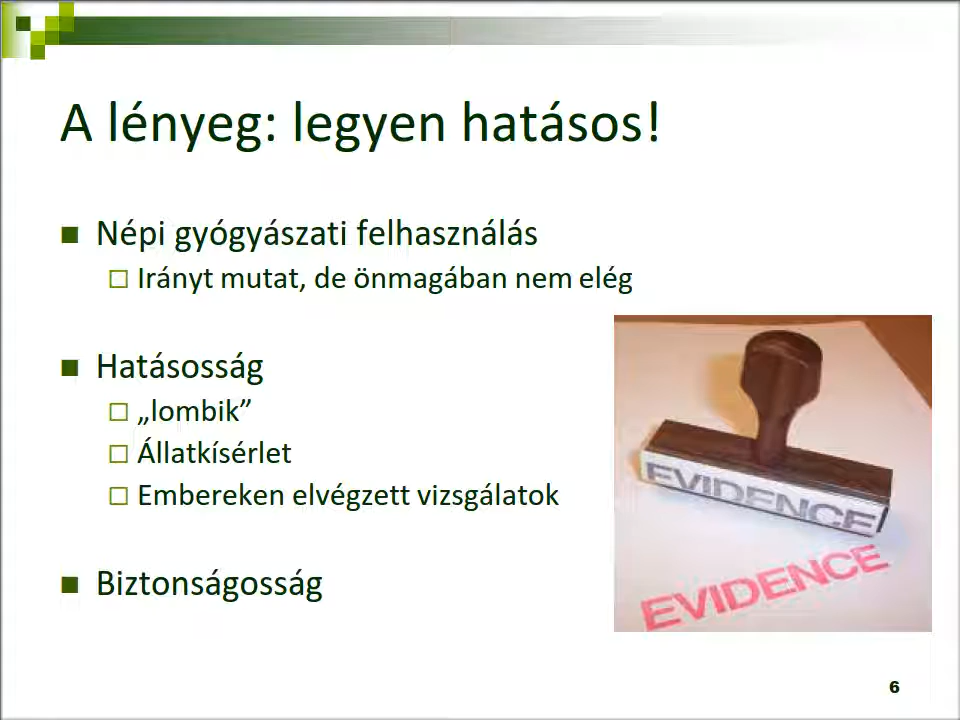 A lényeg: legyen hatásos!
Népi gyógyászati felhasználás
Irányt mutat, de önmagában nem elég
Hatásosság
„lombik”
Állatkísérlet
Embereken elvégzett vizsgálatok
EVIDENCE
EVIDENCE
Biztonságosság
6